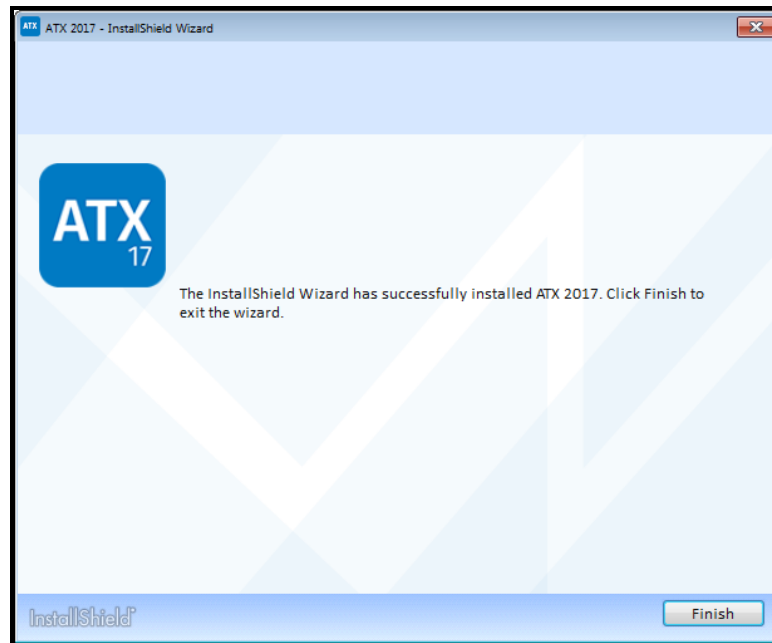 ATX ATX 2017 - InstallShield Wizard
ATX
17
The InstallShield Wizard has successfully installed ATX 2017. Click Finish to
exit the wizard.
InstallShield
Finish